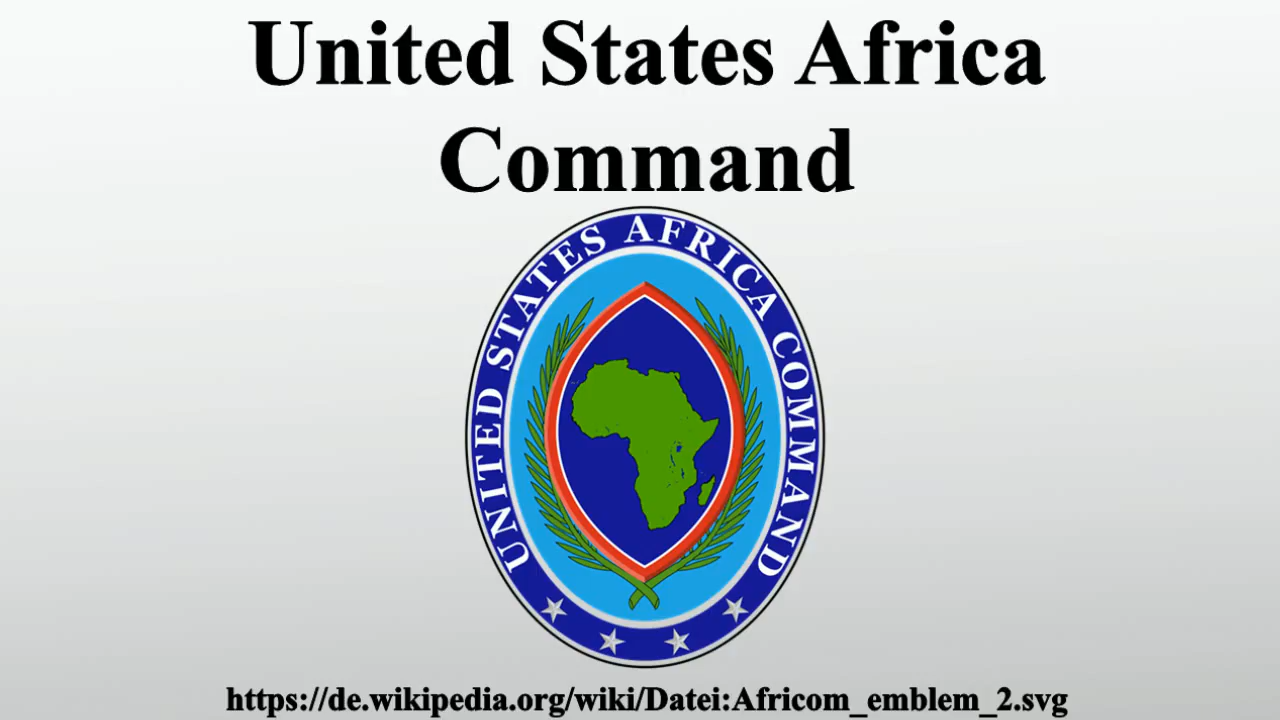 United States Africa
Command
UNITED STATES AFRICA COMMAND
https://de.wikipedia.org/wiki/Datei:Africom_emblem_2.svg